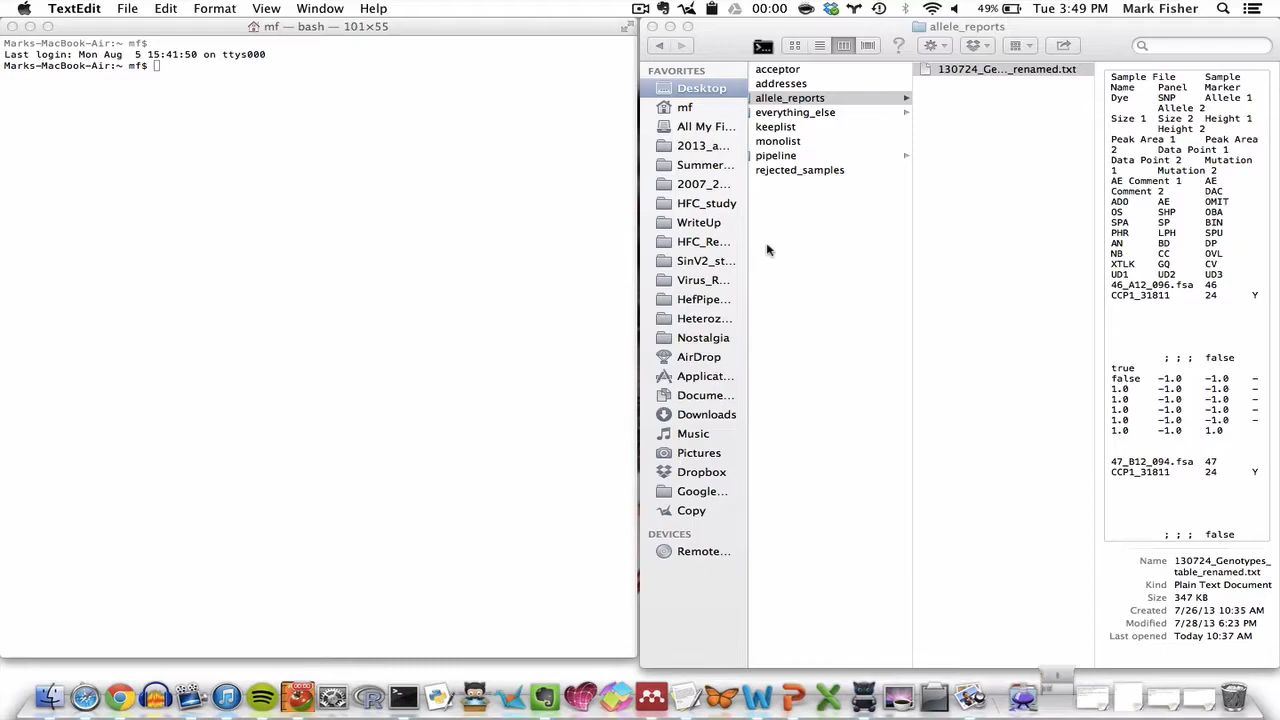 TextEdit File Edit Format View Window Help 00:00 49% Tue 3:49 PM Mark Fisher
mf — bash — 101×55
Marks-MacBook-Air:~ mf$
Last login: Mon Aug  5 15:41:50 on ttys000
Marks-MacBook-Air:~ mf$
allele_reports
FAVORITES
Desktop
mf
All My Fi...
2013_a...
Summer...
2007_2...
HFC_study
WriteUp
HFC_Re...
SinV2_st...
Virus_R...
HefPipe...
Heteroz...
Nostalgia
AirDrop
Applicat...
Docume...
Downloads
Music
Pictures
Dropbox
Google...
Copy
DEVICES
Remote...
acceptor
addresses
allele_reports
everything_else
keeplist
monolist
pipeline
rejected_samples
130724_Ge..._renamed.txt
Sample File Sample
Name Panel Marker
Dye SNP Allele 1
Allele 2
Size 1 Size 2 Height 1
Height 2
Peak Area 1 Peak Area
2 Data Point 1
Data Point 2 Mutation
1 Mutation 2
AE Comment 1 AE
Comment 2 DAC
ADO AE OMIT
OS SHP OBA
SPA SP BIN
PHR LPH SPU
AN BD DP
NB CC OVL
XTLK GQ CV
UD1 UD2 UD3
46_A12_096.fsa 46
CCP1_31811 24 Y
; ; ; false
true
false -1.0 -1.0 -
1.0 -1.0 -1.0 -
1.0 -1.0 -1.0 -
1.0 -1.0 -1.0 -
1.0 -1.0 -1.0 -
1.0 -1.0 1.0
47_B12_094.fsa 47
CCP1_31811 24 Y
; ; ; false
Name 130724_Genotypes_
table_renamed.txt
Kind Plain Text Document
Size 347 KB
Created 7/26/13 10:35 AM
Modified 7/28/13 6:23 PM
Last opened Today 10:37 AM